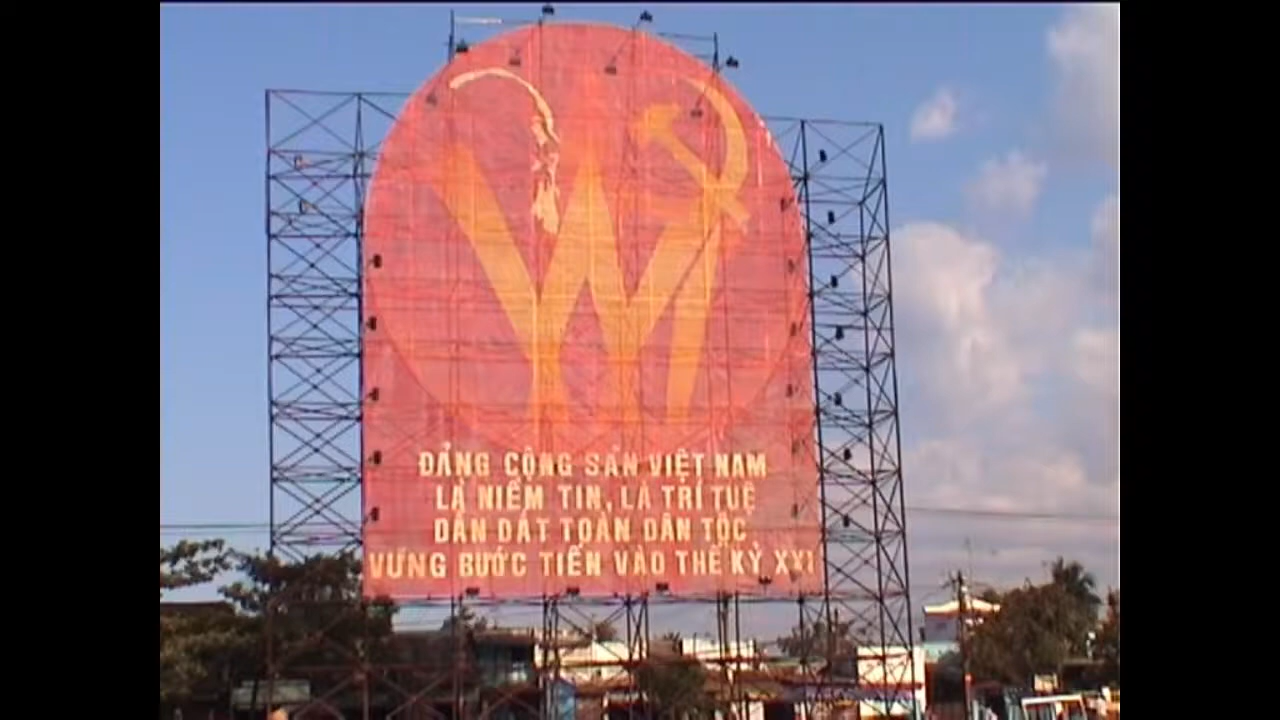 XVI
ĐẢNG CỘNG SẢN VIỆT NAM
LÀ NIỀM TIN, LÀ TRÍ TUỆ
DẪN DẮT TOÀN DÂN TỘC
VỮNG BƯỚC TIẾN VÀO THẾ KỶ XXI